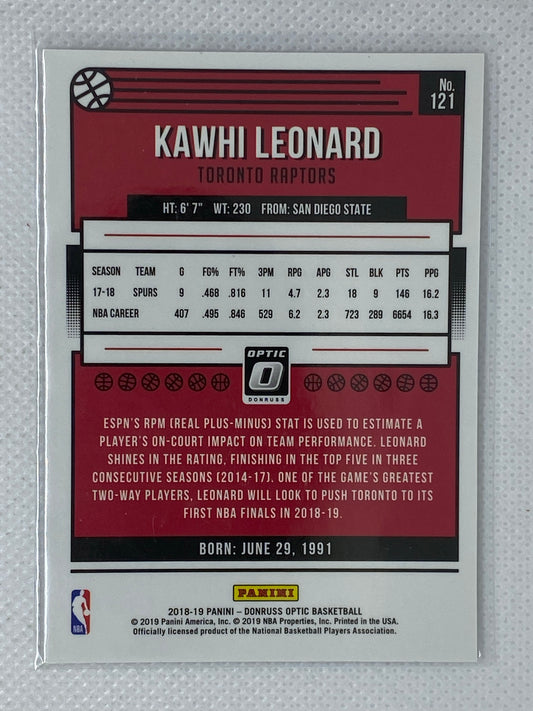 No.
121
KAWHI LEONARD
TORONTO RAPTORS
HT: 6' 7" WT: 230 FROM: SAN DIEGO STATE
SEASON TEAM G FG% FT% 3PM RPG APG STL BLK PTS PPG
17-18 SPURS 9 .468 .816 11 4.7 2.3 18 9 146 16.2
NBA CAREER 407 .495 .846 529 6.2 2.3 723 289 6654 16.3
OPTIC
DONRUSS
ESPN'S RPM (REAL PLUS-MINUS) STAT IS USED TO ESTIMATE A
PLAYER'S ON-COURT IMPACT ON TEAM PERFORMANCE. LEONARD
SHINES IN THE RATING, FINISHING IN THE TOP FIVE IN THREE
CONSECUTIVE SEASONS (2014-17). ONE OF THE GAME'S GREATEST
TWO-WAY PLAYERS, LEONARD WILL LOOK TO PUSH TORONTO TO ITS
FIRST NBA FINALS IN 2018-19.
BORN: JUNE 29, 1991
PANINI
NBA
2018-19 PANINI – DONRUSS OPTIC BASKETBALL
© 2019 Panini America, Inc. © 2019 NBA Properties, Inc. Printed in the USA.
Officially licensed product of the National Basketball Players Association.